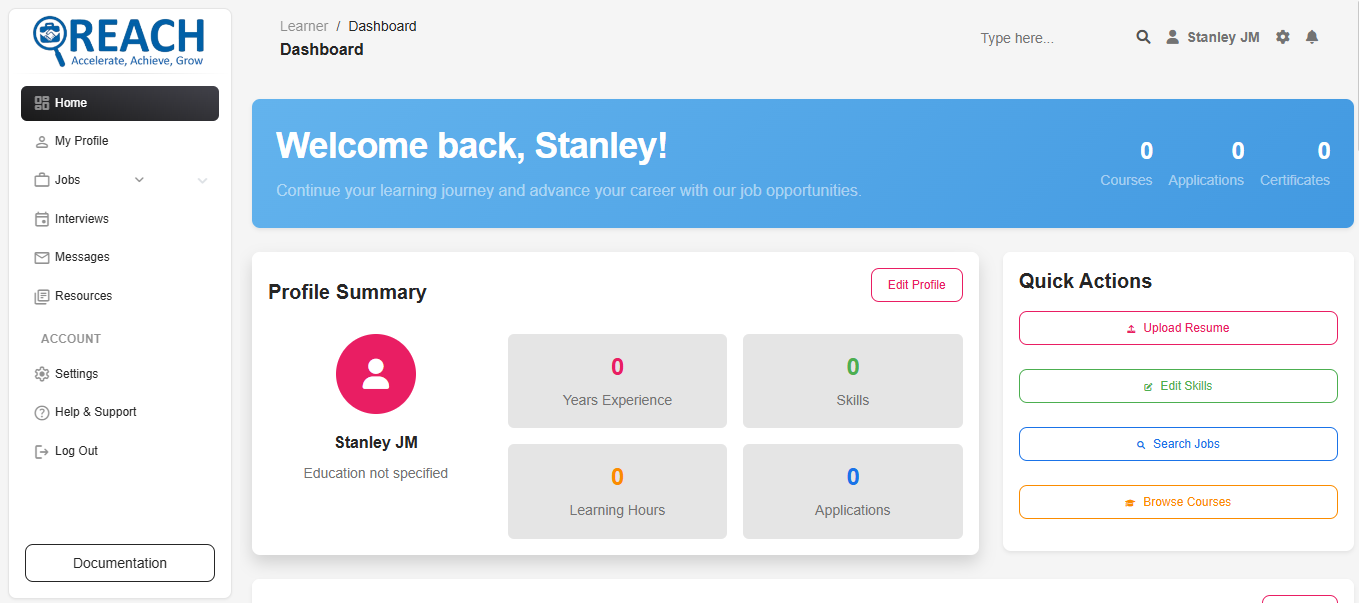 REACH
Accelerate, Achieve, Grow
Home
My Profile
Jobs
Interviews
Messages
Resources
ACCOUNT
Settings
Help & Support
Log Out
Documentation
Learner / Dashboard
Dashboard
Type here...
Stanley JM
Welcome back, Stanley!
Continue your learning journey and advance your career with our job opportunities.
0 0 0
Courses Applications Certificates
Profile Summary
Edit Profile
Stanley JM
Education not specified
0
Years Experience
0
Skills
0
Learning Hours
0
Applications
Quick Actions
Upload Resume
Edit Skills
Search Jobs
Browse Courses